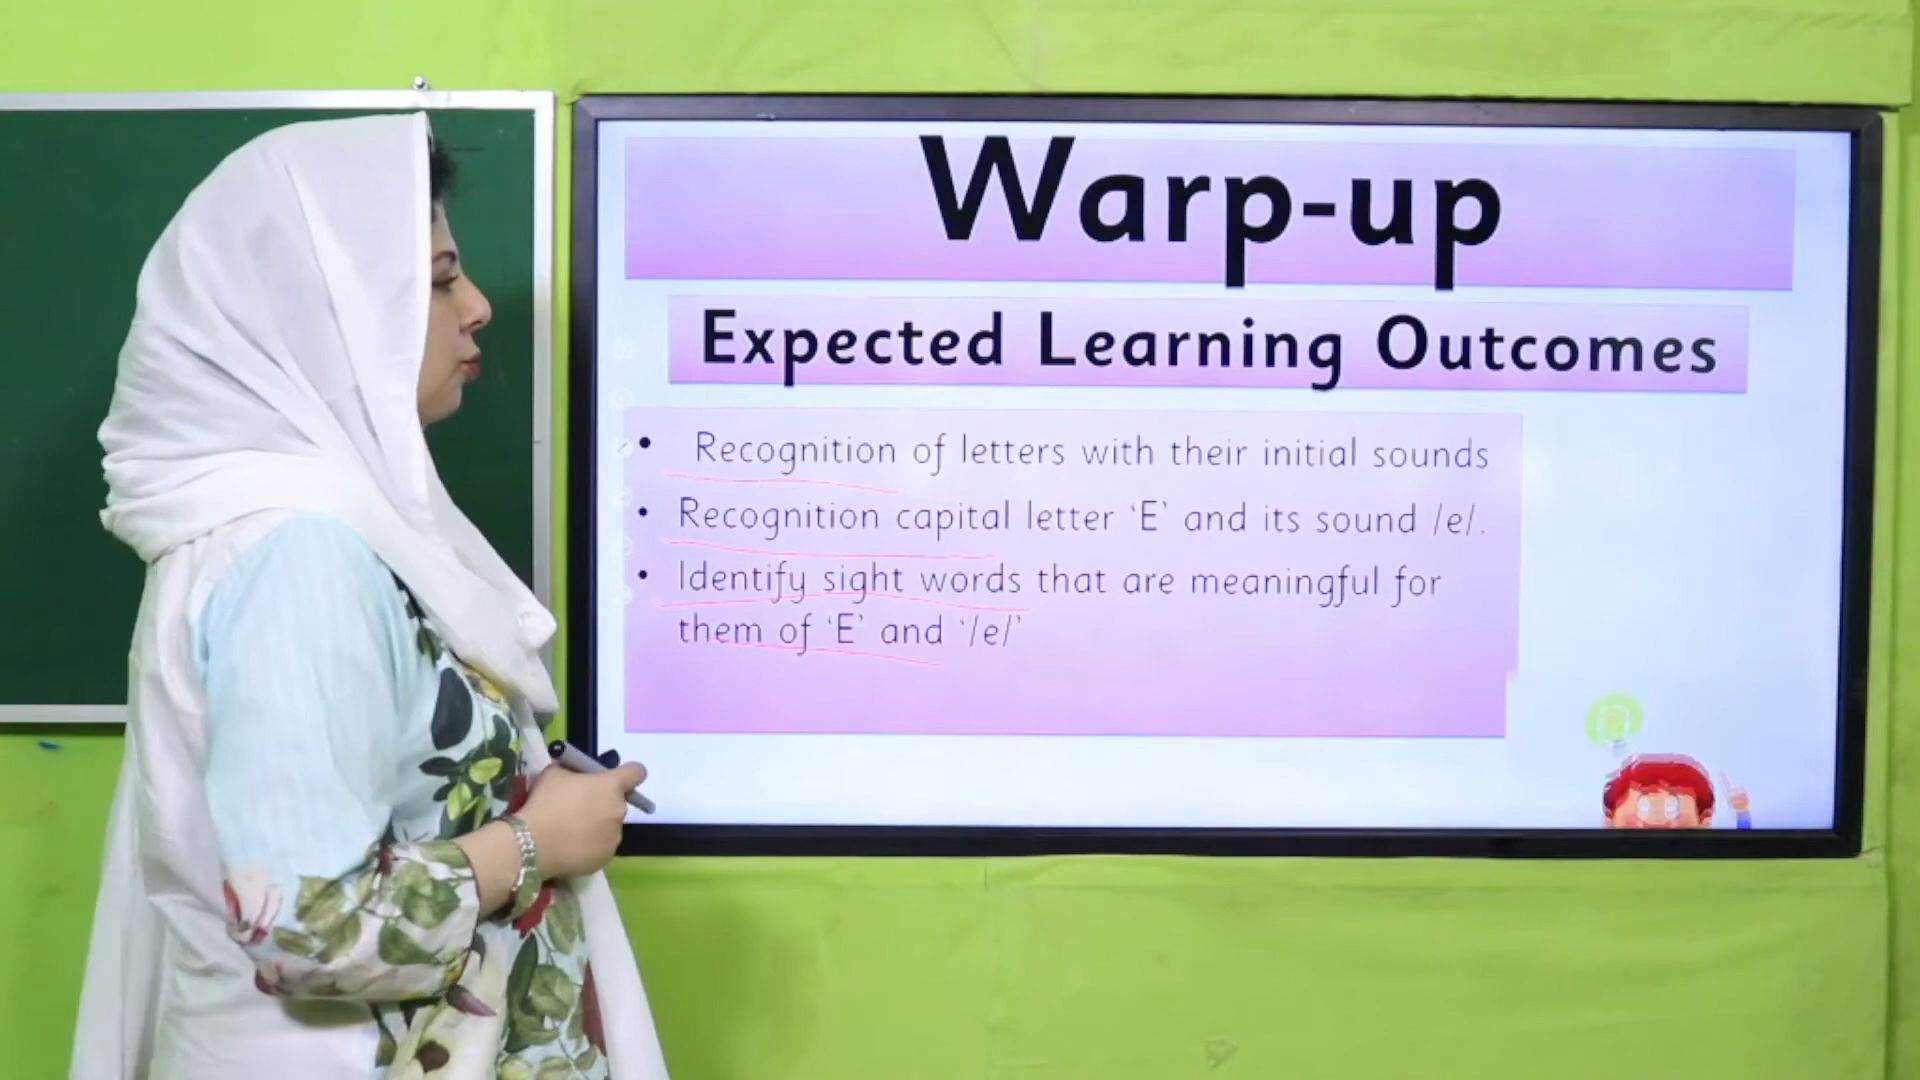 Warp-up
Expected Learning Outcomes
• Recognition of letters with their initial sounds
• Recognition capital letter ‘E’ and its sound /e/.
• Identify sight words that are meaningful for
them of ‘E’ and ‘/e/’